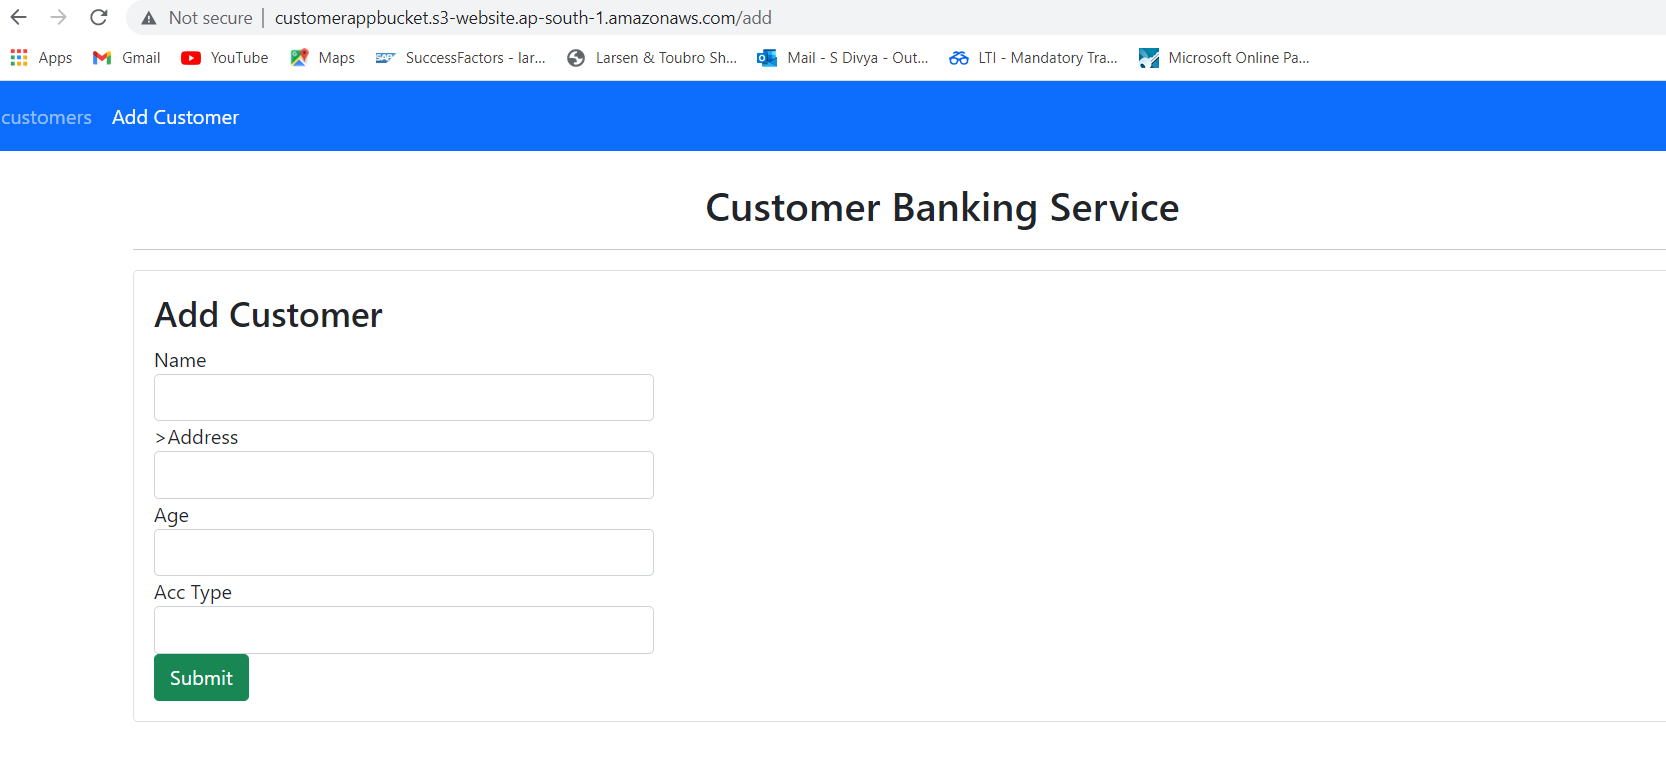 Not secure | customerappbucket.s3-website.ap-south-1.amazonaws.com/add
Apps Gmail YouTube Maps SAP SuccessFactors - lar... Larsen & Toubro Sh... Mail - S Divya - Out... LTI - Mandatory Tra... Microsoft Online Pa...
customers Add Customer
Customer Banking Service
Add Customer
Name
>Address
Age
Acc Type
Submit